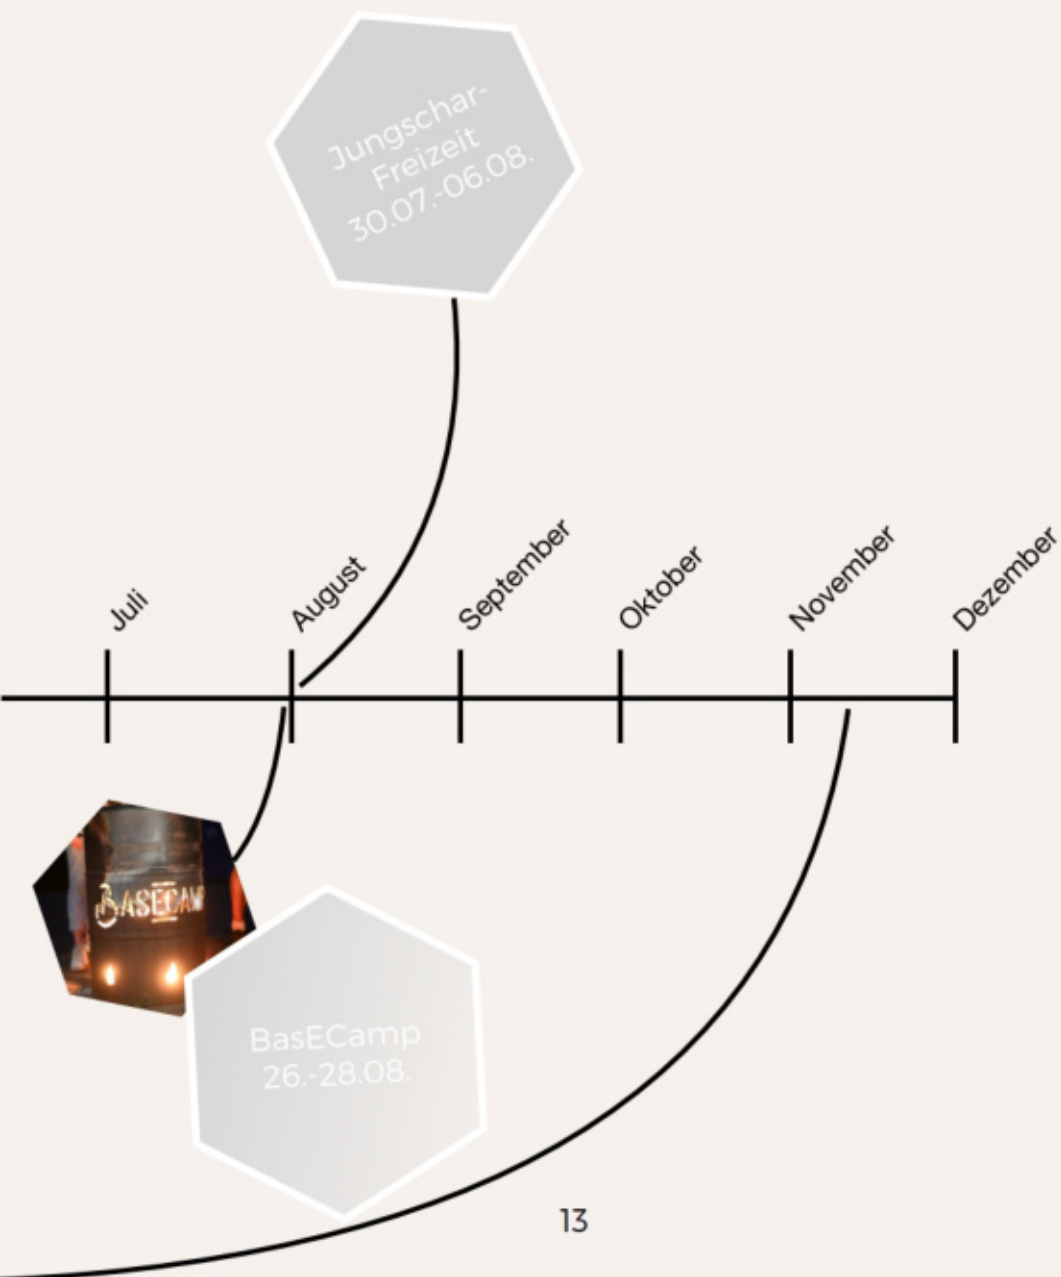 Jungschar-
Freizeit
30.07.-06.08.
Juli
August
September
Oktober
November
Dezember
BASECAMP
BasECamp
26.-28.08.
13